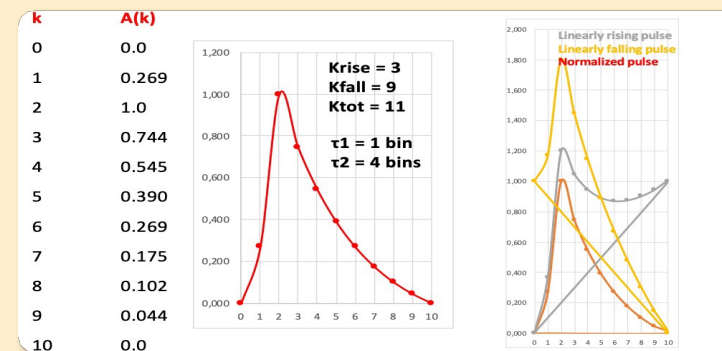 k A(k)
0 0.0
1 0.269
2 1.0
3 0.744
4 0.545
5 0.390
6 0.269
7 0.175
8 0.102
9 0.044
10 0.0
1,200
1,000
0,800
0,600
0,400
0,200
0,000
0 1 2 3 4 5 6 7 8 9 10
Krise = 3
Kfall = 9
Ktot = 11
τ1 = 1 bin
τ2 = 4 bins
2,000
1,800
1,600
1,400
1,200
1,000
0,800
0,600
0,400
0,200
0,000
0 1 2 3 4 5 6 7 8 9 10
Linearly rising pulse
Linearly falling pulse
Normalized pulse